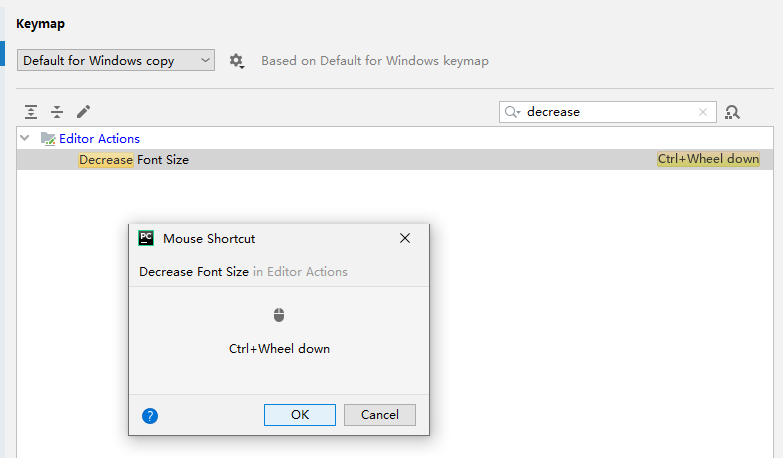 Keymap
Default for Windows copy
Based on Default for Windows keymap
decrease
Editor Actions
Decrease Font Size
Ctrl+Wheel down
PC
Mouse Shortcut
Decrease Font Size in Editor Actions
Ctrl+Wheel down
?
OK
Cancel